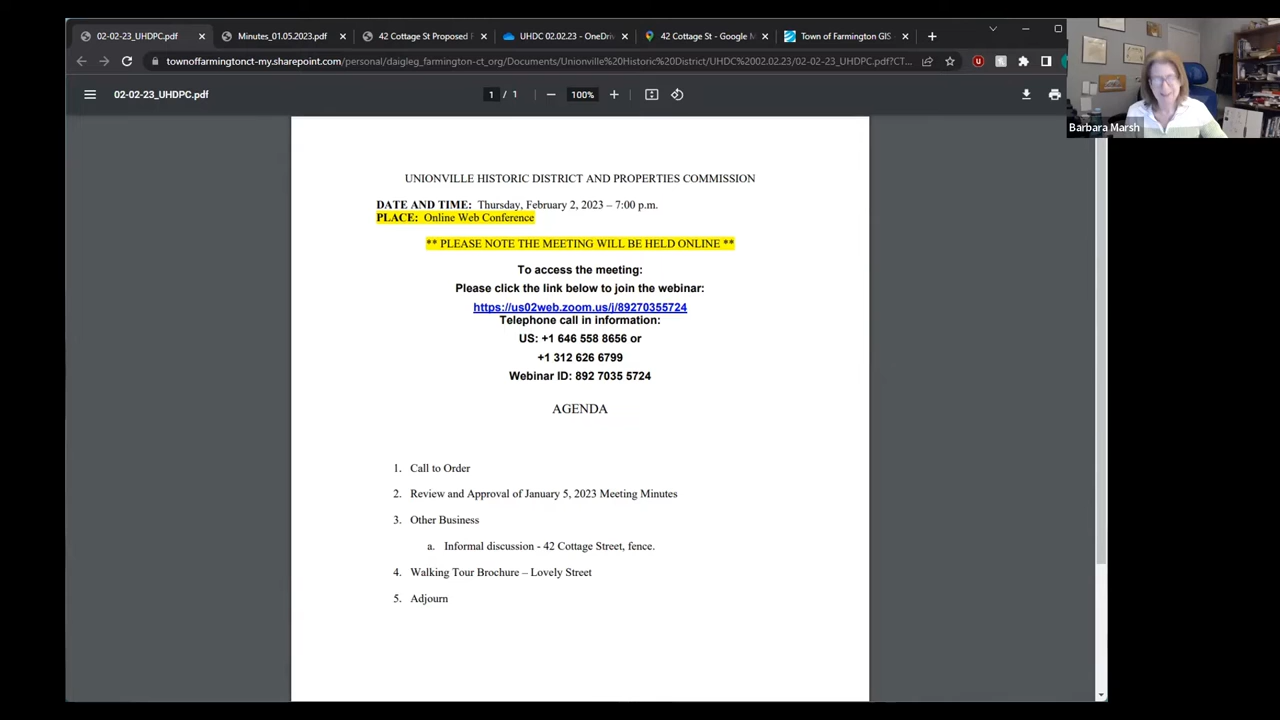 02-02-23_UHDPC.pdf
Minutes_01.05.2023.pdf
42 Cottage St Proposed F
UHDC 02.02.23 - OneDriv
42 Cottage St - Google M
Town of Farmington GIS
townoffarmingtonct-my.sharepoint.com/personal/daigleg_farmington-ct_org/Documents/Unionville%20Historic%20District/UHDC%2002.02.23/02-02-23_UHDPC.pdf?CT...
02-02-23_UHDPC.pdf
1 / 1
100%
Barbara Marsh
UNIONVILLE HISTORIC DISTRICT AND PROPERTIES COMMISSION
DATE AND TIME: Thursday, February 2, 2023 – 7:00 p.m.
PLACE: Online Web Conference
** PLEASE NOTE THE MEETING WILL BE HELD ONLINE **
To access the meeting:
Please click the link below to join the webinar:
https://us02web.zoom.us/j/89270355724
Telephone call in information:
US: +1 646 558 8656 or
+1 312 626 6799
Webinar ID: 892 7035 5724
AGENDA
1. Call to Order
2. Review and Approval of January 5, 2023 Meeting Minutes
3. Other Business
a. Informal discussion - 42 Cottage Street, fence.
4. Walking Tour Brochure – Lovely Street
5. Adjourn